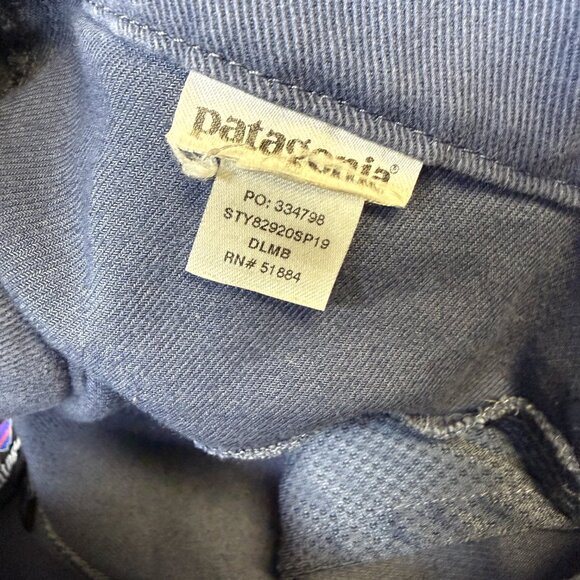 patagonia®
PO: 334798
STY82920SP19
DLMB
RN# 51884